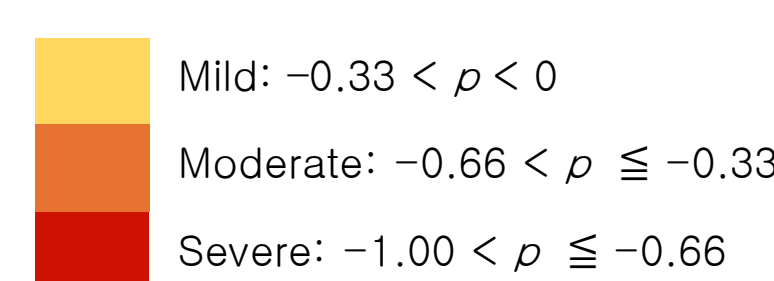 Mild: −0.33 < p < 0
Moderate: −0.66 < p ≦ −0.33
Severe: −1.00 < p ≦ −0.66